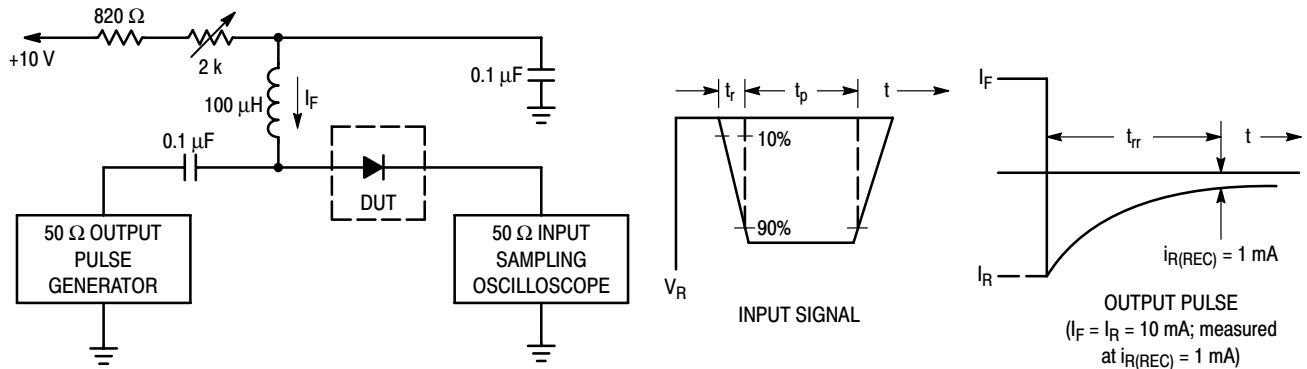 820 Ω
+10 V
2 k
100 µH
I_F
0.1 µF
0.1 µF
DUT
50 Ω OUTPUT
PULSE
GENERATOR
50 Ω INPUT
SAMPLING
OSCILLOSCOPE
t_r
t_p
t
10%
90%
V_R
INPUT SIGNAL
I_F
t_rr
t
I_R
i_R(REC) = 1 mA
OUTPUT PULSE
(I_F = I_R = 10 mA; measured
at i_R(REC) = 1 mA)